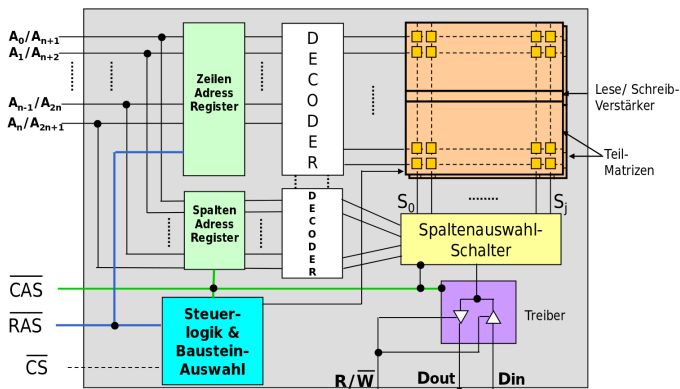 A0/An+1
A1/An+2
An-1/A2n
An/A2n+1
Zeilen
Adress
Register
DECODER
Lese/ Schreib-
Verstärker
Teil-
Matrizen
Spalten
Adress
Register
DECODER
S0
Sj
Spaltenauswahl-
Schalter
CAS
RAS
CS
Steuer-
logik &
Baustein-
Auswahl
Treiber
R/W
Dout
Din